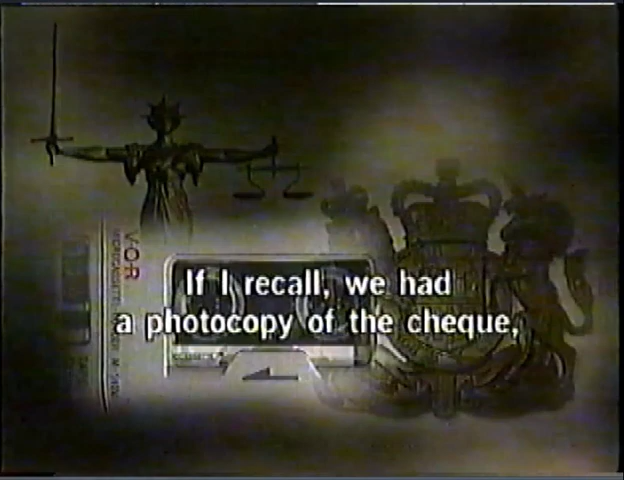 V-O-R
If I recall, we had
a photocopy of the cheque,